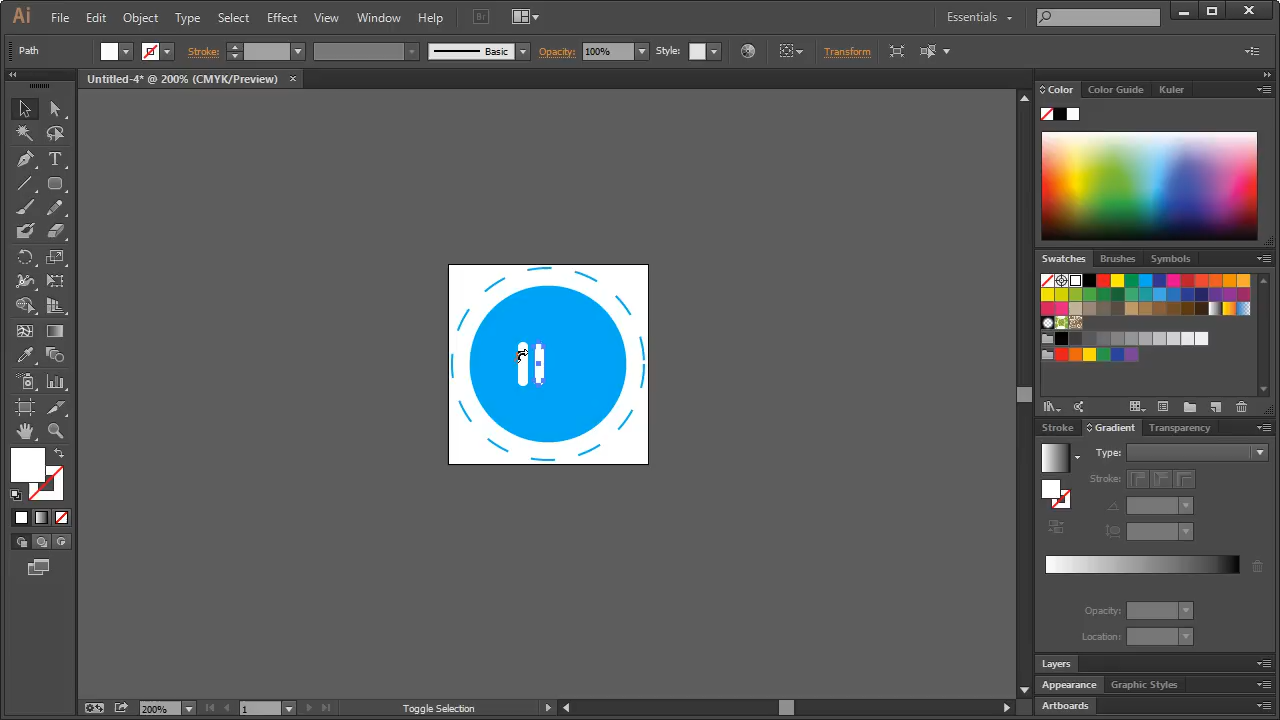 Ai File Edit Object Type Select Effect View Window Help Br Essentials
Path Stroke: Basic Opacity: 100% Style: Transform
Untitled-4* @ 200% (CMYK/Preview)
Color Color Guide Kuler
T
Swatches Brushes Symbols
Stroke Gradient Transparency
Type:
Stroke:
Opacity:
Location:
Layers
Appearance Graphic Styles
Artboards
200% 1 Toggle Selection